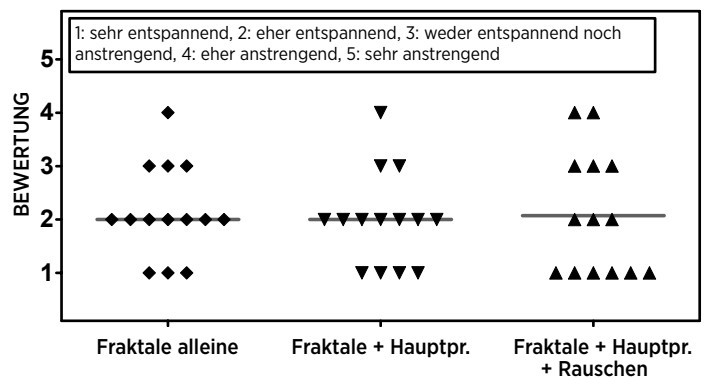 1: sehr entspannend, 2: eher entspannend, 3: weder entspannend noch
anstrengend, 4: eher anstrengend, 5: sehr anstrengend
BEWERTUNG
5
4
3
2
1
Fraktale alleine
Fraktale + Hauptpr.
Fraktale + Hauptpr.
+ Rauschen